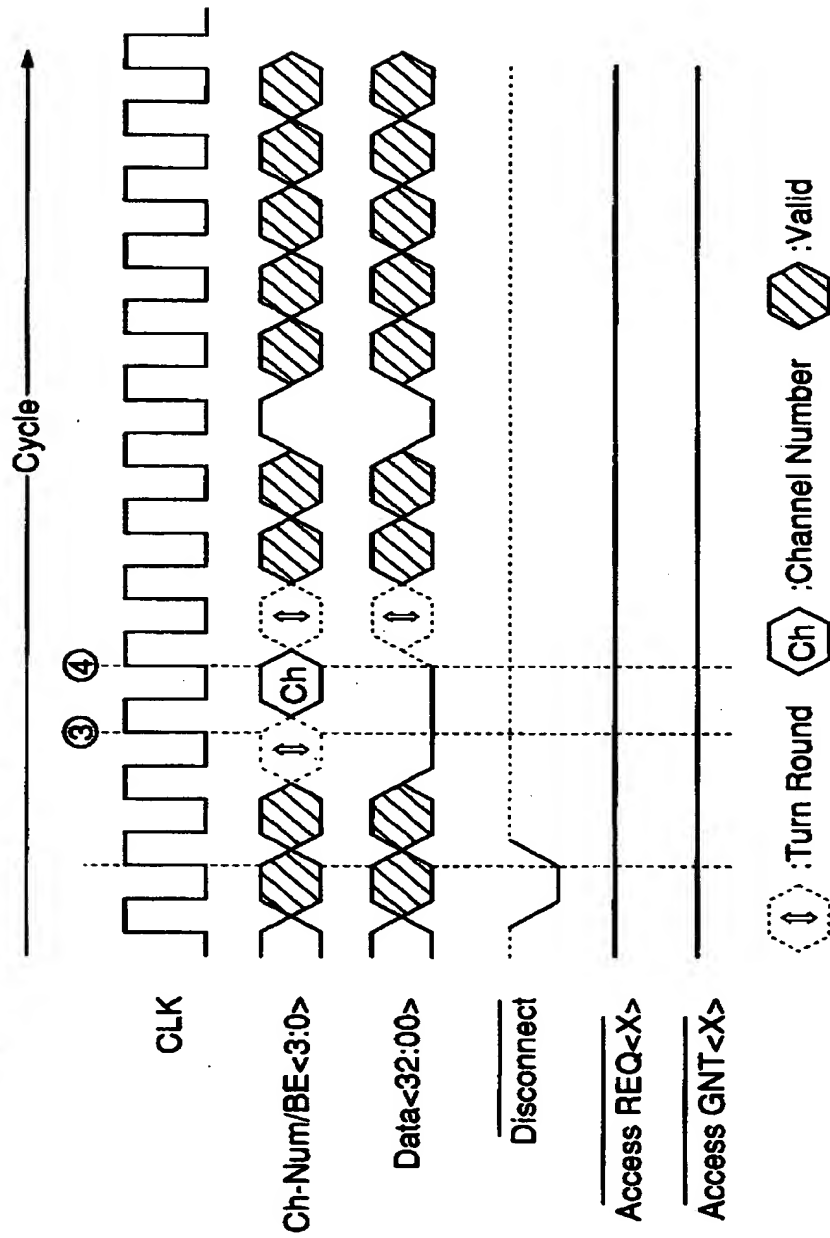 Cycle
③ ④
CLK
Ch-Num/BE<3:0>
Ch
Data<32:00>
Disconnect
Access REQ<X>
Access GNT<X>
:Turn Round Ch :Channel Number :Valid